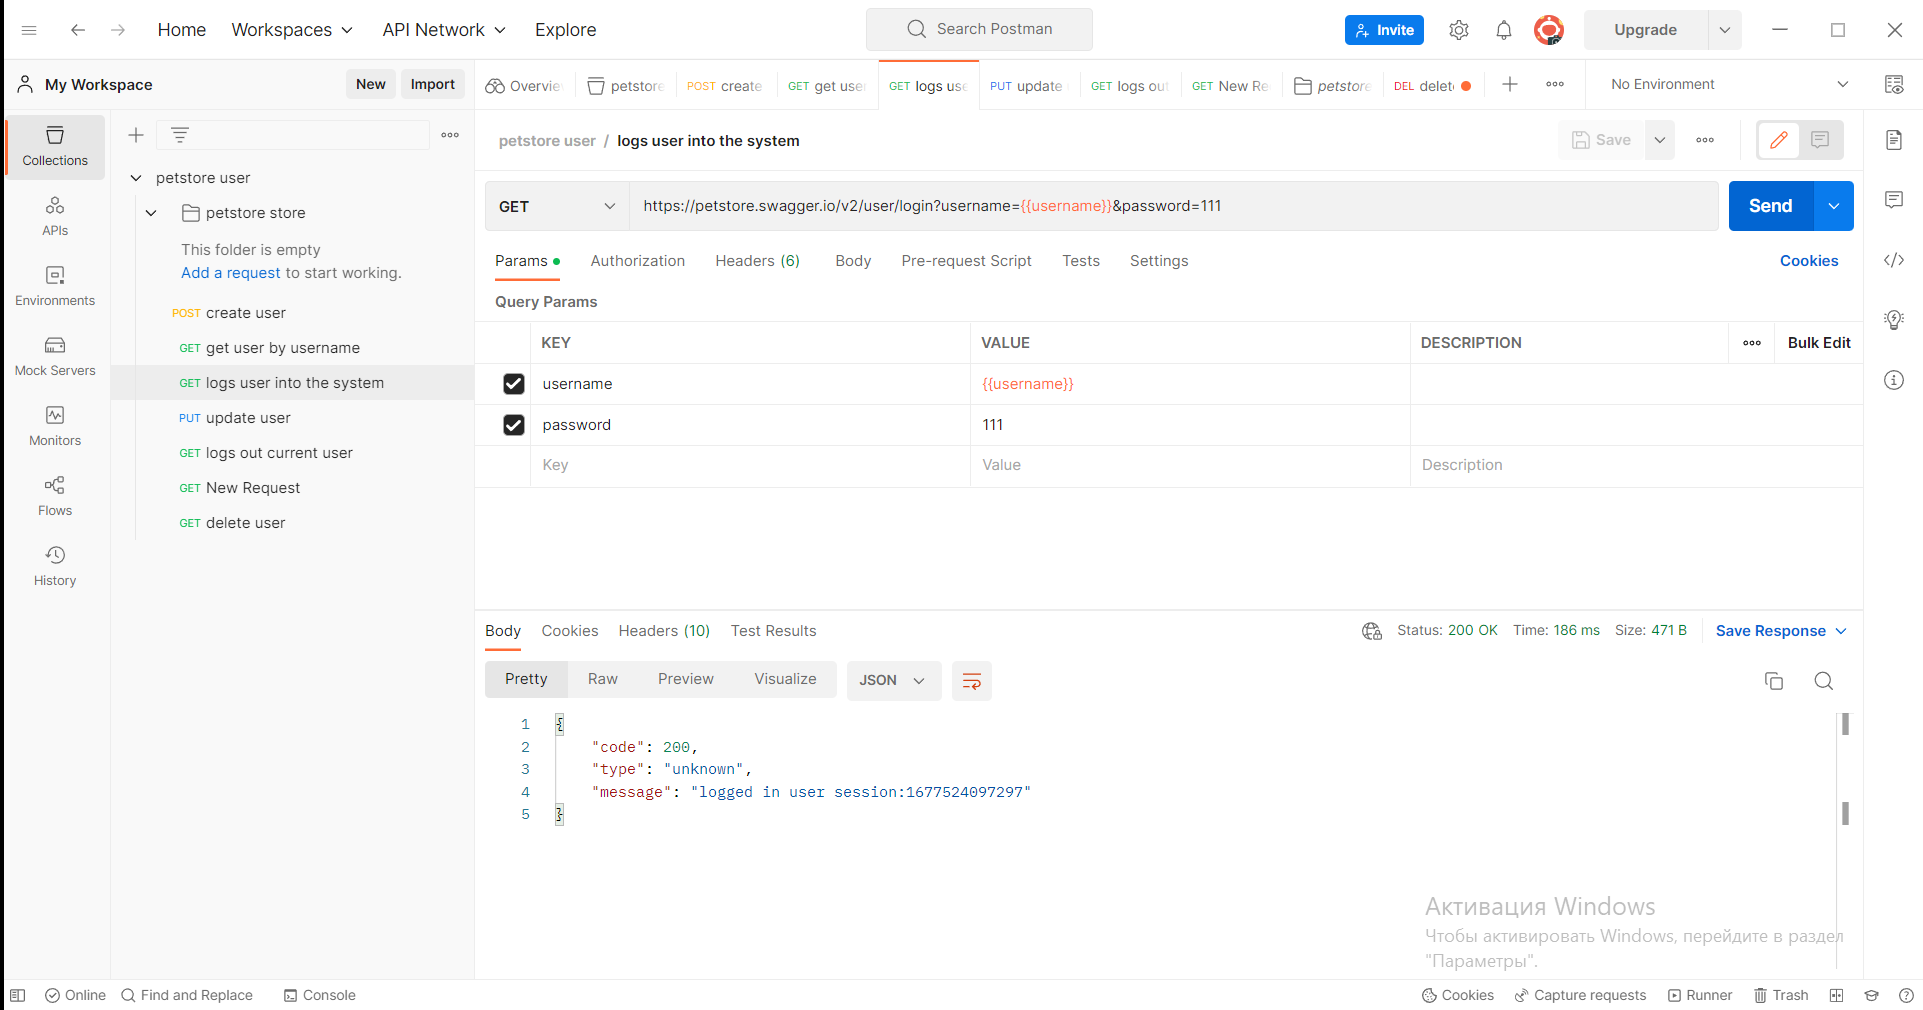 Home Workspaces API Network Explore Search Postman Invite Upgrade
My Workspace New Import Overvie petstore POST create GET get use GET logs use PUT update GET logs out GET New Re petstore DEL delete No Environment
petstore user / logs user into the system Save
Collections
petstore user
GET https://petstore.swagger.io/v2/user/login?username={{username}}&password=111 Send
petstore store
APIs
This folder is empty
Add a request to start working.
Params Authorization Headers (6) Body Pre-request Script Tests Settings Cookies
Environments
Query Params
POST create user
KEY VALUE DESCRIPTION Bulk Edit
GET get user by username
Mock Servers
GET logs user into the system
username {{username}}
PUT update user
password 111
Monitors
GET logs out current user
Key Value Description
GET New Request
Flows
GET delete user
History
Body Cookies Headers (10) Test Results Status: 200 OK Time: 186 ms Size: 471 B Save Response
Pretty Raw Preview Visualize JSON
1 {
2 "code": 200,
3 "type": "unknown",
4 "message": "logged in user session:1677524097297"
5 }
Активация Windows
Чтобы активировать Windows, перейдите в раздел
"Параметры".
Online Find and Replace Console Cookies Capture requests Runner Trash